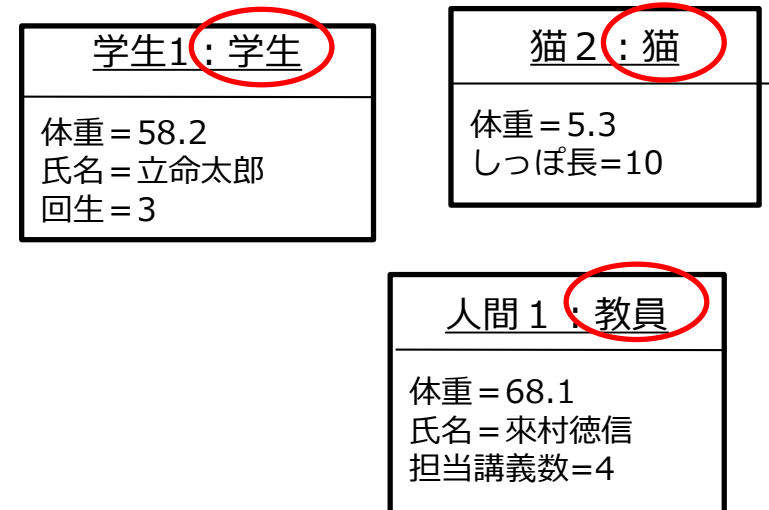 学生1：学生
体重＝58.2
氏名＝立命太郎
回生＝3
猫２：猫
体重＝5.3
しっぽ長=10
人間１：教員
体重＝68.1
氏名＝來村徳信
担当講義数=4